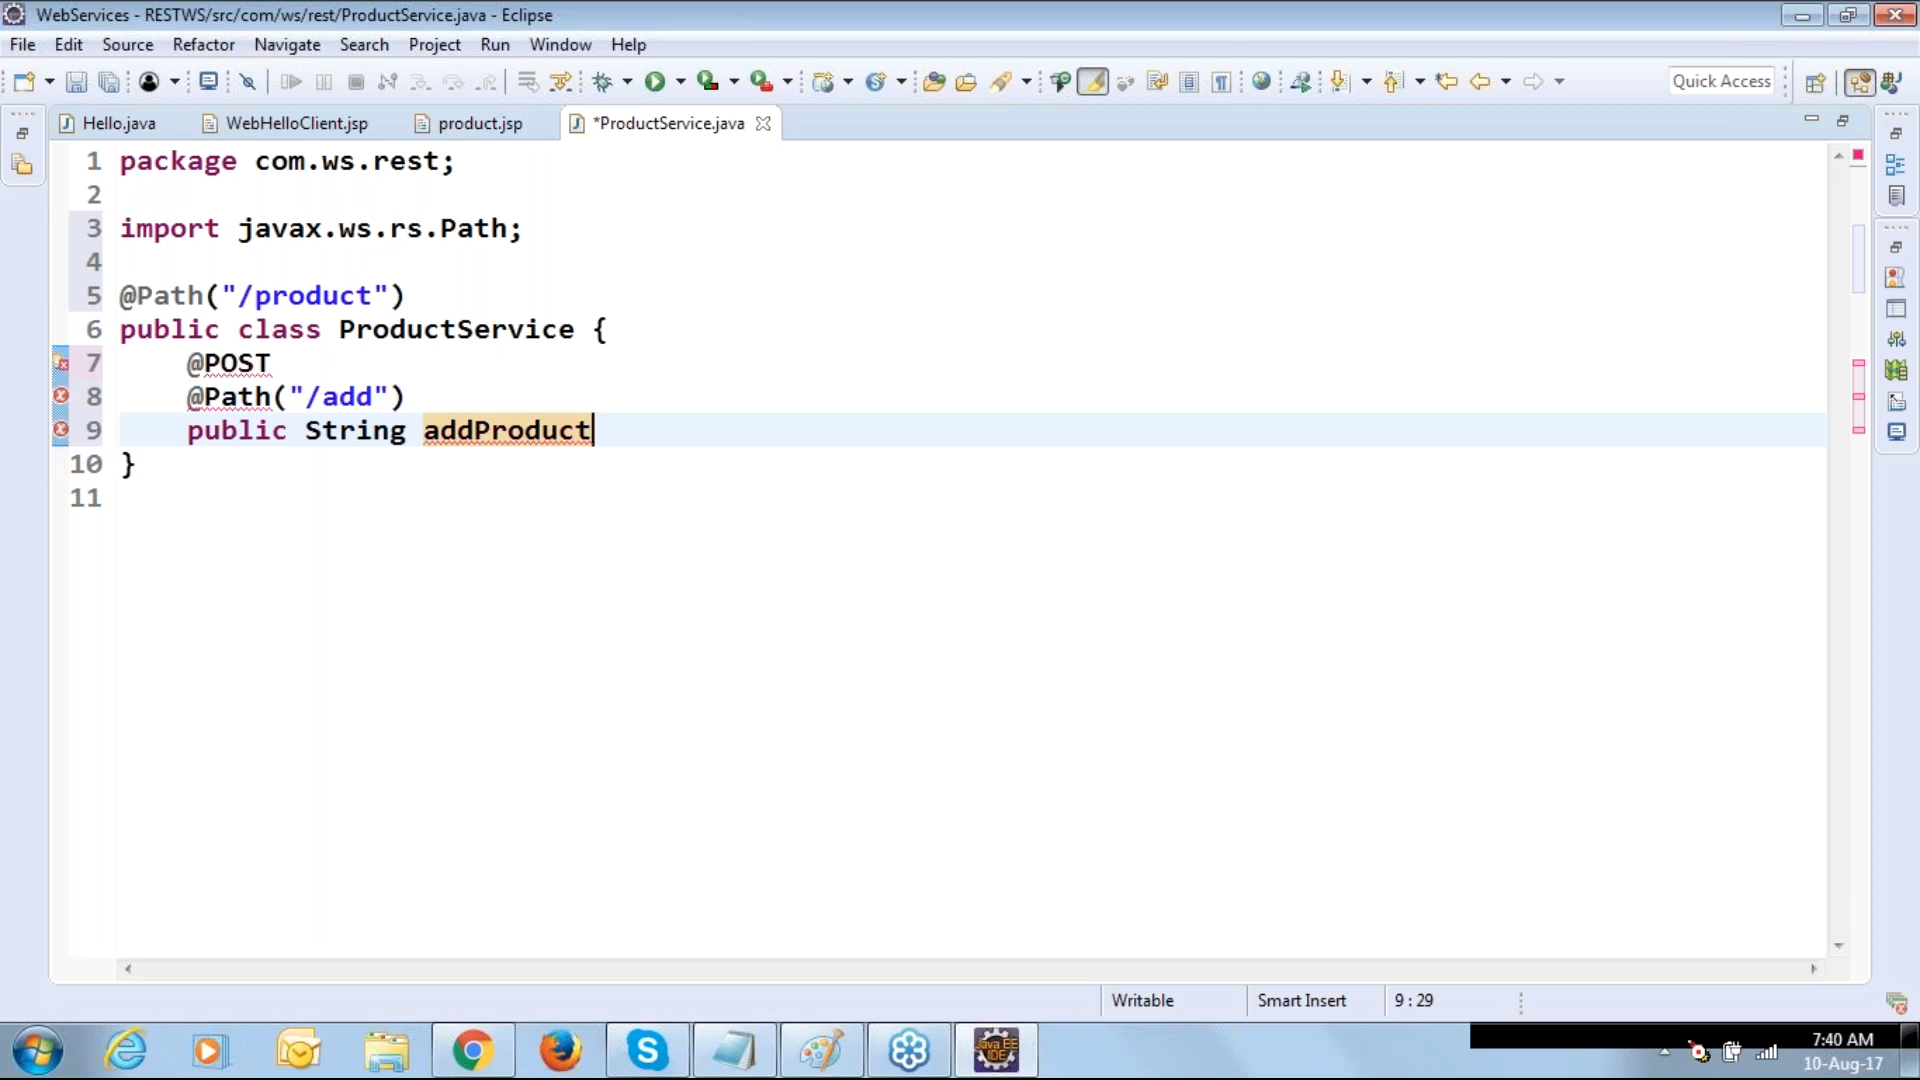 WebServices - RESTWS/src/com/ws/rest/ProductService.java - Eclipse
File Edit Source Refactor Navigate Search Project Run Window Help
Quick Access
Hello.java WebHelloClient.jsp product.jsp *ProductService.java
1 package com.ws.rest;
2
3 import javax.ws.rs.Path;
4
5 @Path("/product")
6 public class ProductService {
7 @POST
8 @Path("/add")
9 public String addProduct
10 }
11
Writable Smart Insert 9 : 29
Java EE
IDE
7:40 AM
10-Aug-17